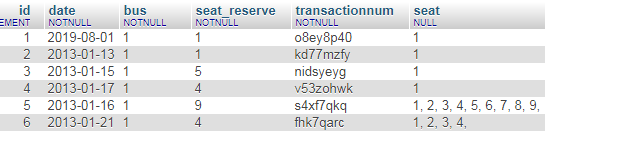 id date bus seat_reserve transactionnum seat
EMENT NOTNULL NOTNULL NOTNULL NOTNULL NULL
1 2019-08-01 1 1 o8ey8p40 1
2 2013-01-13 1 1 kd77mzfy 1
3 2013-01-15 1 5 nidsyeyg 1
4 2013-01-17 1 4 v53zohwk 1
5 2013-01-16 1 9 s4xf7qkq 1, 2, 3, 4, 5, 6, 7, 8, 9,
6 2013-01-21 1 4 fhk7qarc 1, 2, 3, 4,